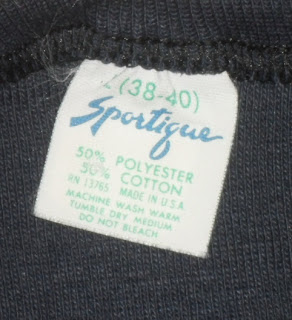 L (38-40)
Sportique
50% POLYESTER
50% COTTON
RN 13765 MADE IN U.S.A.
MACHINE WASH WARM
TUMBLE DRY MEDIUM
DO NOT BLEACH